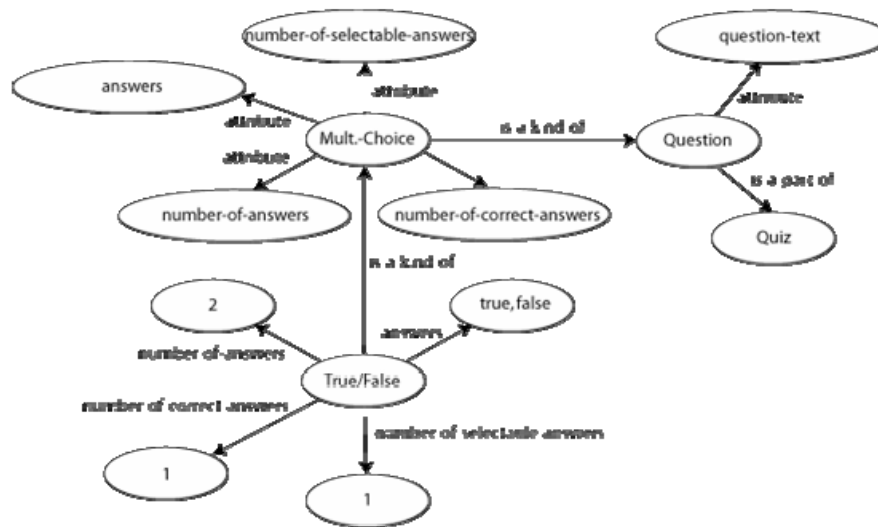 number-of-selectable-answers
question-text
answers
attribute
attribute
attribute
is a kind of
Mult.-Choice
Question
attribute
is a part of
number-of-answers
number-of-correct-answers
Quiz
is a kind of
2
true, false
answers
number of-answers
True/False
number of correct answers
number of selectable answers
1
1